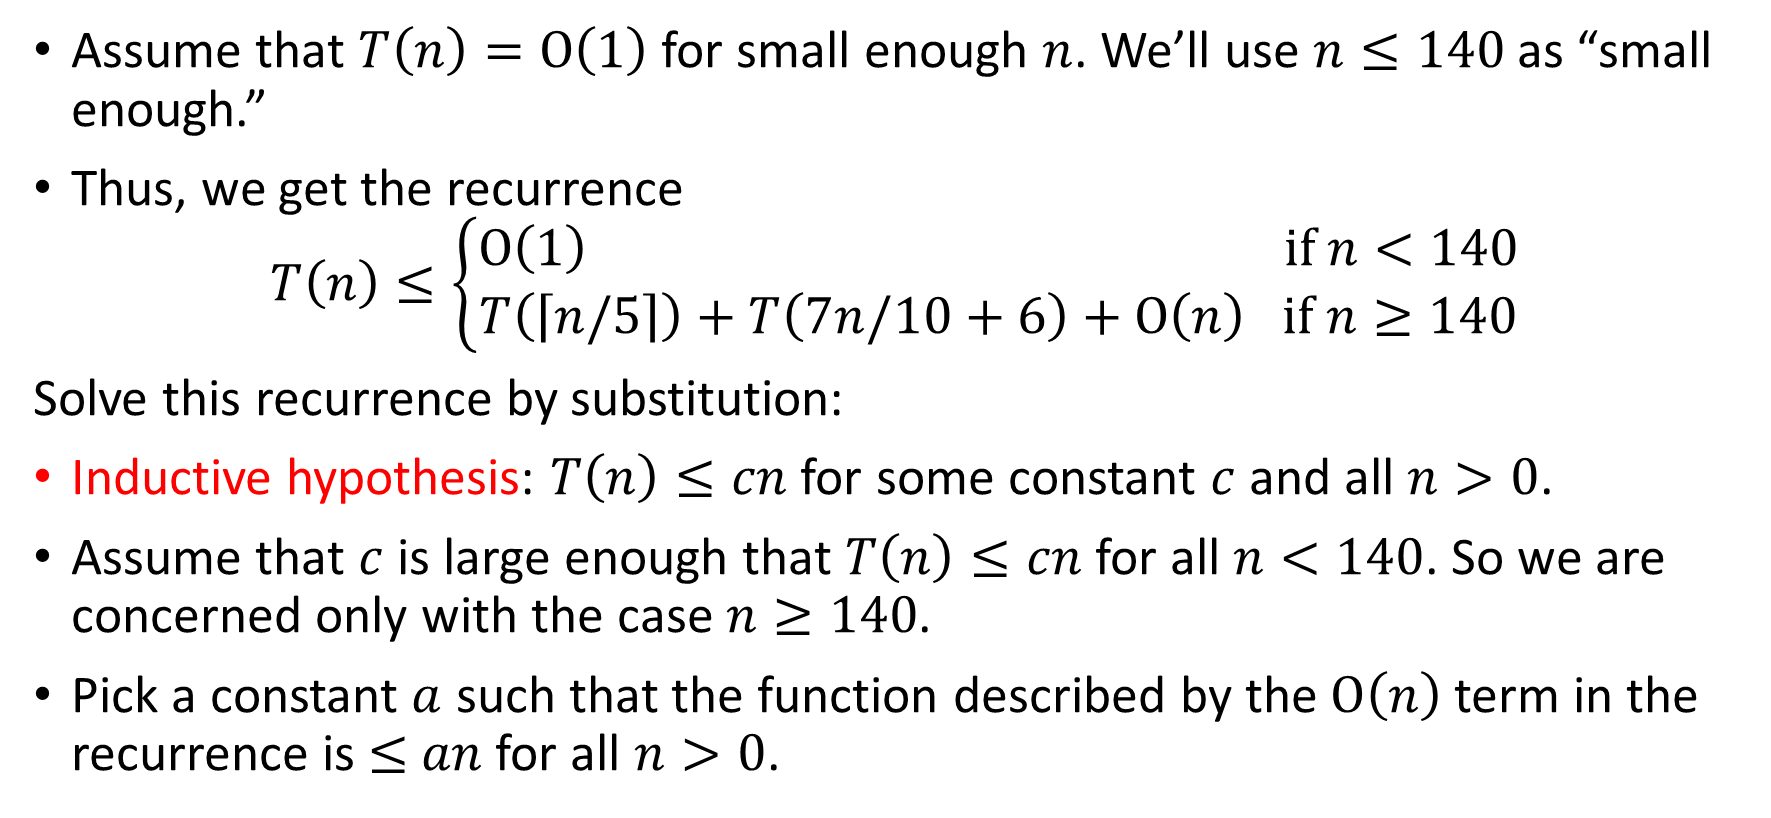 • Assume that T(n) = O(1) for small enough n. We’ll use n ≤ 140 as “small
enough.”
• Thus, we get the recurrence
O(1) if n < 140
T(n) ≤ {
T(⌈n/5⌉) + T(7n/10 + 6) + O(n) if n ≥ 140
Solve this recurrence by substitution:
• Inductive hypothesis: T(n) ≤ cn for some constant c and all n > 0.
• Assume that c is large enough that T(n) ≤ cn for all n < 140. So we are
concerned only with the case n ≥ 140.
• Pick a constant a such that the function described by the O(n) term in the
recurrence is ≤ an for all n > 0.